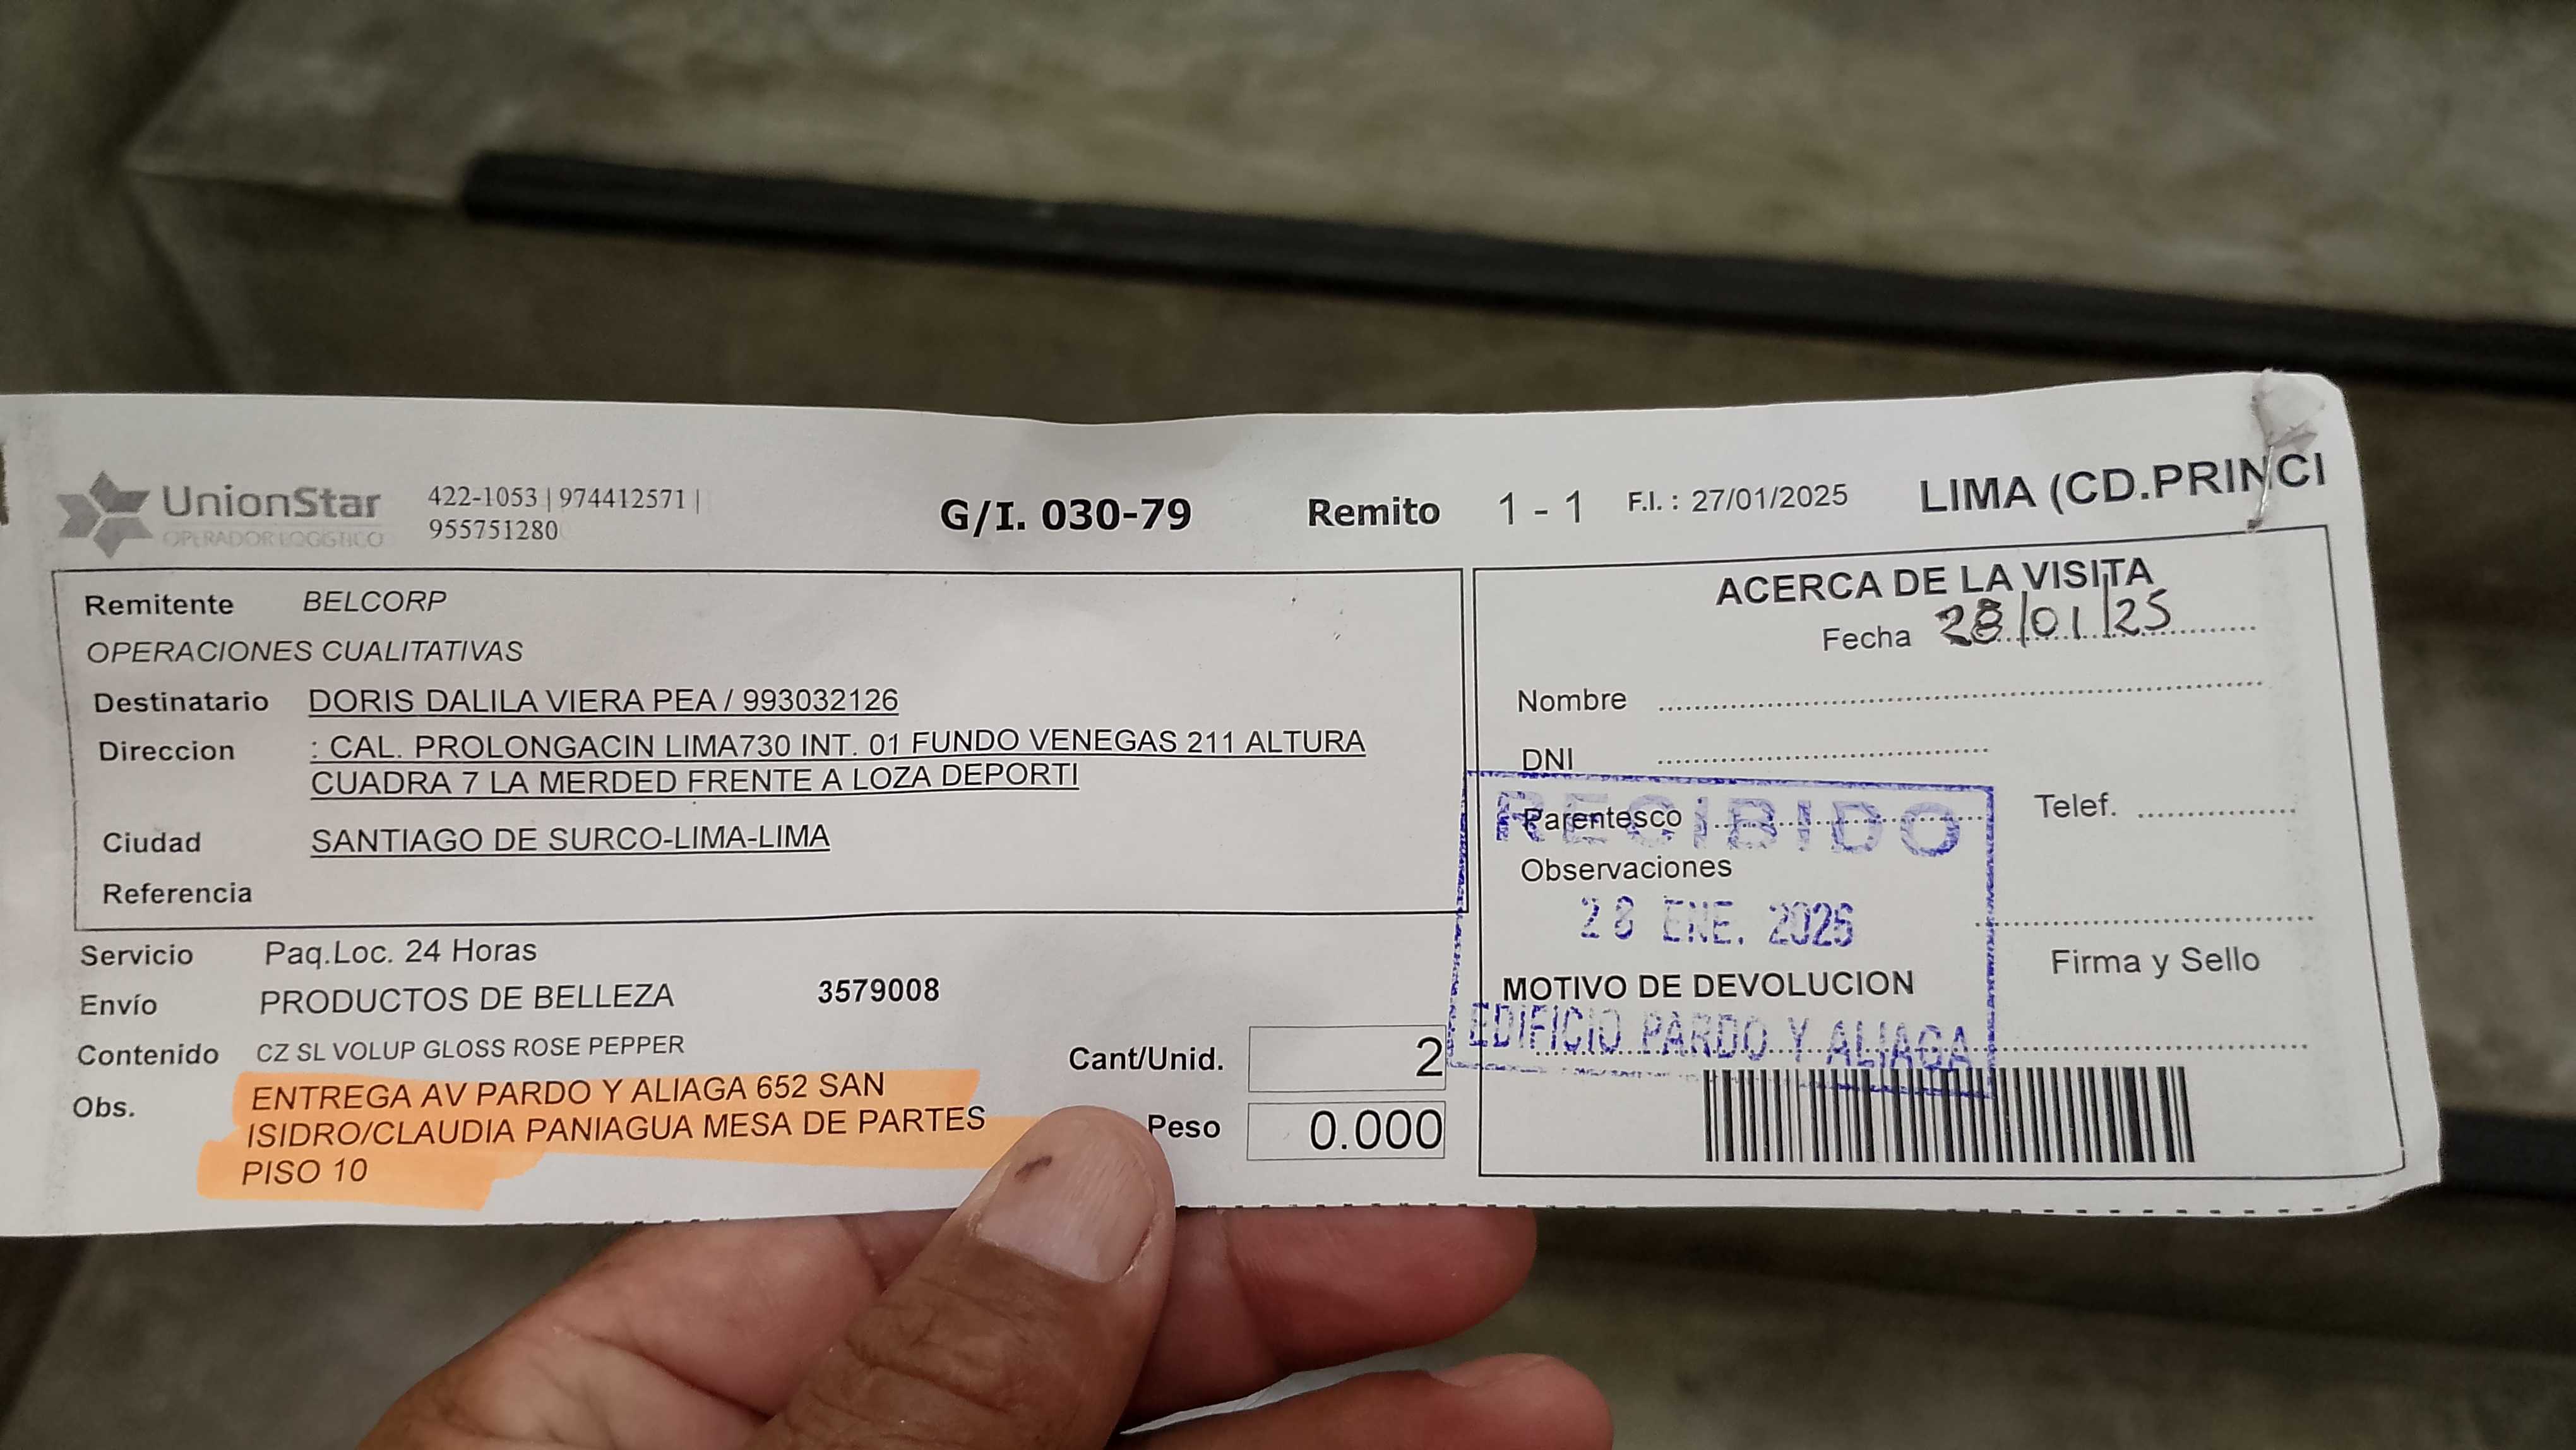 UnionStar
OPERADOR LOGISTICO
422-1053 | 974412571 |
955751280
G/I. 030-79
Remito 1 - 1 F.I. : 27/01/2025 LIMA (CD.PRINCI
Remitente BELCORP
OPERACIONES CUALITATIVAS
Destinatario DORIS DALILA VIERA PEA / 993032126
Direccion : CAL. PROLONGACIN LIMA730 INT. 01 FUNDO VENEGAS 211 ALTURA
CUADRA 7 LA MERDED FRENTE A LOZA DEPORTI
Ciudad SANTIAGO DE SURCO-LIMA-LIMA
Referencia
Servicio Paq.Loc. 24 Horas
Envío PRODUCTOS DE BELLEZA 3579008
Contenido CZ SL VOLUP GLOSS ROSE PEPPER
Obs. ENTREGA AV PARDO Y ALIAGA 652 SAN
ISIDRO/CLAUDIA PANIAGUA MESA DE PARTES
PISO 10
Cant/Unid. 2
Peso 0.000
ACERCA DE LA VISITA
Fecha 28/01/25
Nombre
DNI
RECIBIDO
Parentesco
Telef.
Observaciones
28 ENE.
Firma y Sello
MOTIVO DE DEVOLUCION
EDIFICIO PARDO Y ALIAGA